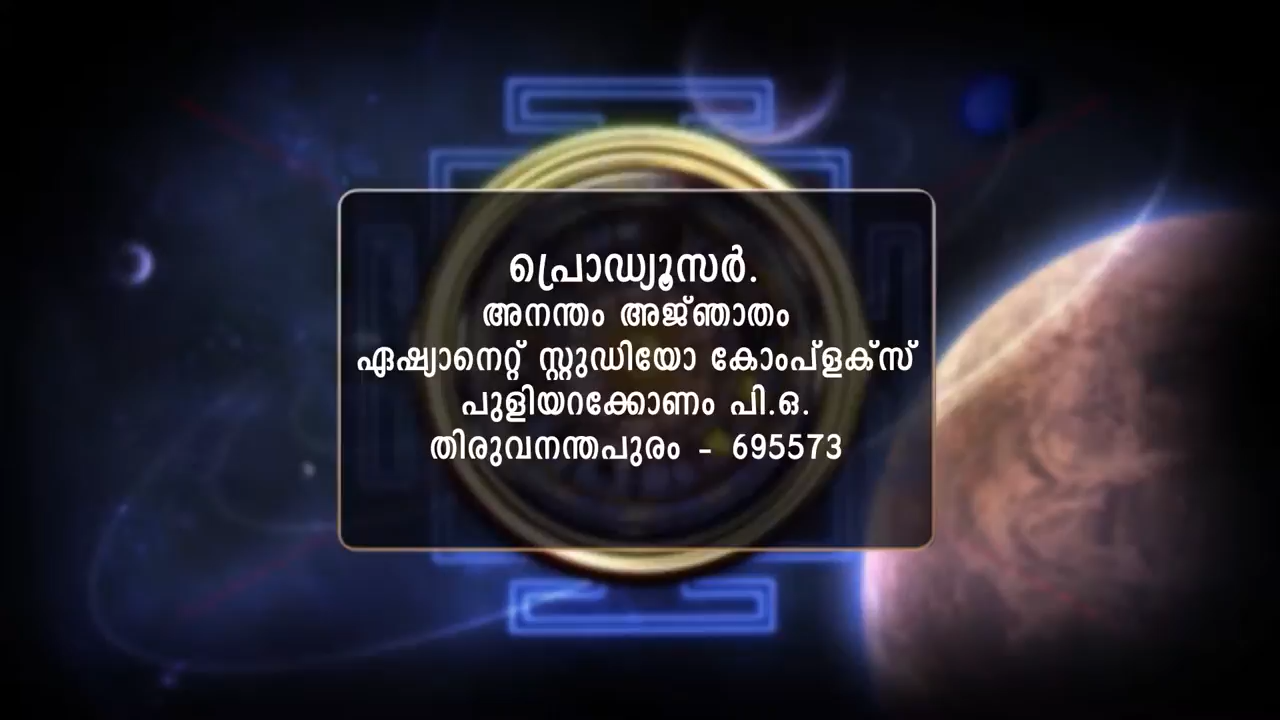 പ്രൊഡ്യൂസർ.
അനന്തം അജ്ഞാതം
ഏഷ്യാനെറ്റ് സ്റ്റുഡിയോ കോംപ്ളക്സ്
പുളിയറക്കോണം പി.ഒ.
തിരുവനന്തപുരം - 695573